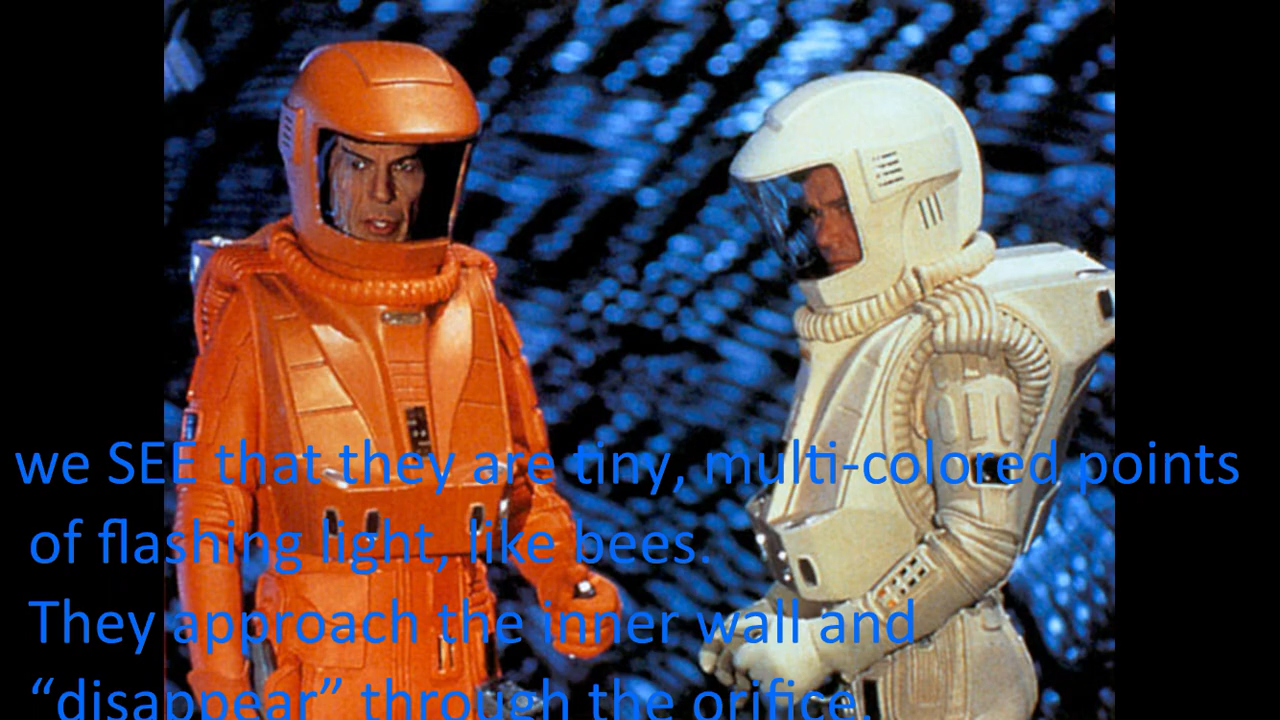 we SEE that they are tiny, multi-colored points
of flashing light, like bees.
They approach the inner wall and
“disappear” through the orifice.